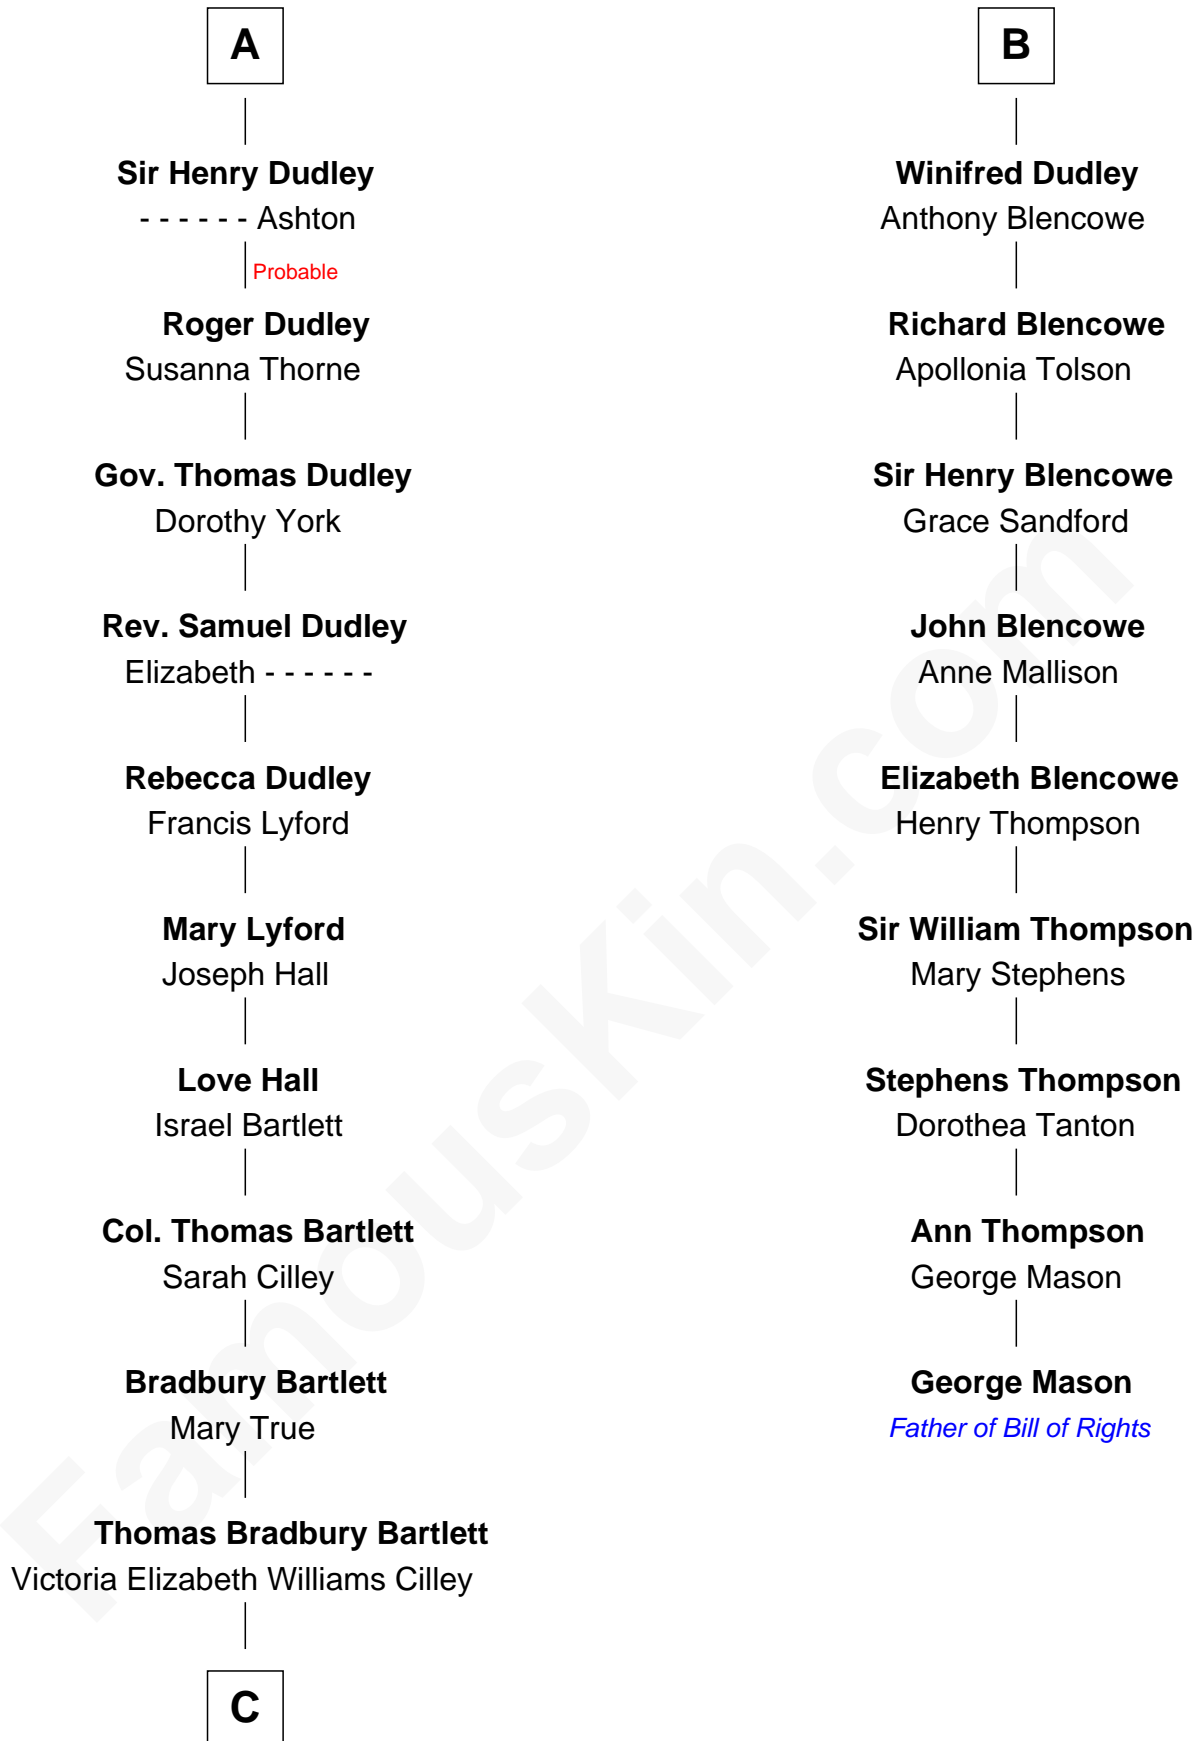 A
Sir Henry Dudley
- - - - - - Ashton
Probable
Roger Dudley
Susanna Thorne
Gov. Thomas Dudley
Dorothy York
Rev. Samuel Dudley
Elizabeth - - - - - -
Rebecca Dudley
Francis Lyford
Mary Lyford
Joseph Hall
Love Hall
Israel Bartlett
Col. Thomas Bartlett
Sarah Cilley
Bradbury Bartlett
Mary True
Thomas Bradbury Bartlett
Victoria Elizabeth Williams Cilley
C
B
Winifred Dudley
Anthony Blencowe
Richard Blencowe
Apollonia Tolson
Sir Henry Blencowe
Grace Sandford
John Blencowe
Anne Mallison
Elizabeth Blencowe
Henry Thompson
Sir William Thompson
Mary Stephens
Stephens Thompson
Dorothea Tanton
Ann Thompson
George Mason
George Mason
Father of Bill of Rights
FamousKin.com